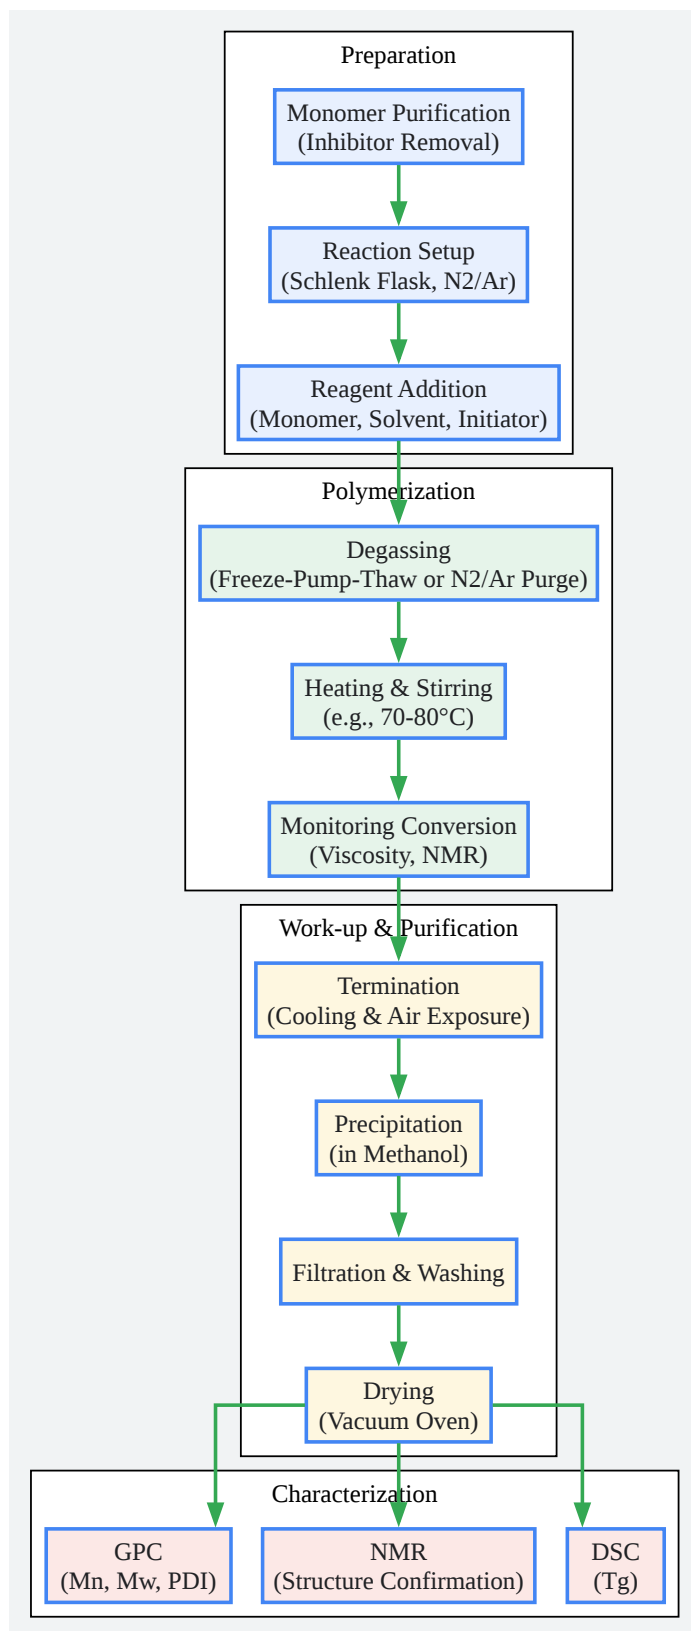 Preparation
Monomer Purification
(Inhibitor Removal)
Reaction Setup
(Schlenk Flask, N2/Ar)
Reagent Addition
(Monomer, Solvent, Initiator)
Polymerization
Degassing
(Freeze-Pump-Thaw or N2/Ar Purge)
Heating & Stirring
(e.g., 70-80°C)
Monitoring Conversion
(Viscosity, NMR)
Work-up & Purification
Termination
(Cooling & Air Exposure)
Precipitation
(in Methanol)
Filtration & Washing
Drying
(Vacuum Oven)
Characterization
GPC
(Mn, Mw, PDI)
NMR
(Structure Confirmation)
DSC
(Tg)